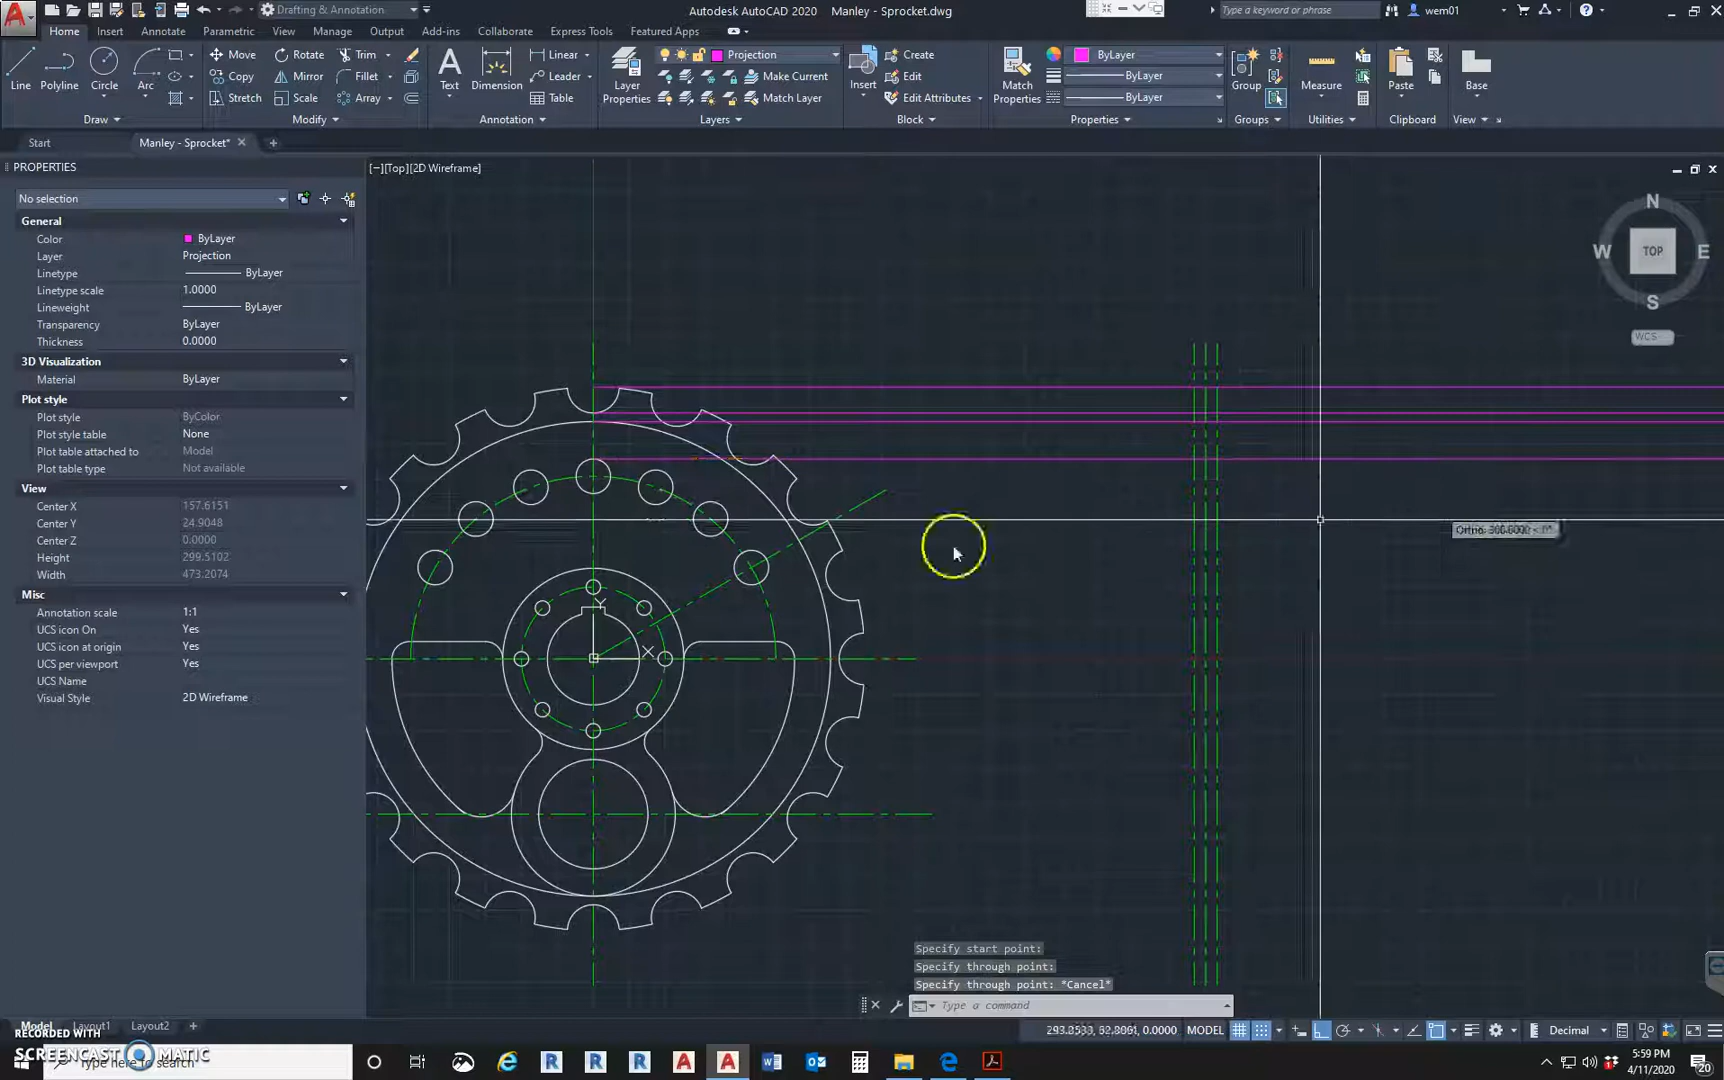 Drafting & Annotation
Autodesk AutoCAD 2020 Manley - Sprocket.dwg
Type a keyword or phrase
wem01
Home Insert Annotate Parametric View Manage Output Add-ins Collaborate Express Tools Featured Apps
Line Polyline Circle Arc
Move Rotate Trim
Copy Mirror Fillet
Stretch Scale Array
Text Dimension
Linear
Leader
Table
Layer Properties
Projection
Make Current
Match Layer
Insert
Create
Edit
Edit Attributes
Match Properties
ByLayer
ByLayer
ByLayer
Group Measure Paste Base
Draw Modify Annotation Layers Block Properties Groups Utilities Clipboard View
Start Manley - Sprocket*
PROPERTIES
[−][Top][2D Wireframe]
No selection
General
Color ByLayer
Layer Projection
Linetype ByLayer
Linetype scale 1.0000
Lineweight ByLayer
Transparency ByLayer
Thickness 0.0000
3D Visualization
Material ByLayer
Plot style
Plot style ByColor
Plot style table None
Plot table attached to Model
Plot table type Not available
View
Center X 157.6151
Center Y 24.9048
Center Z 0.0000
Height 299.5102
Width 473.2074
Misc
Annotation scale 1:1
UCS icon On Yes
UCS icon at origin Yes
UCS per viewport Yes
UCS Name
Visual Style 2D Wireframe
N
W TOP E
S
WCS
Y
X
Specify start point:
Specify through point:
Specify through point: *Cancel*
Type a command
Model Layout1 Layout2
MODEL
Decimal
RECORDED WITH
SCREENCAST MATIC
Type here to search
5:59 PM
4/11/2020
20